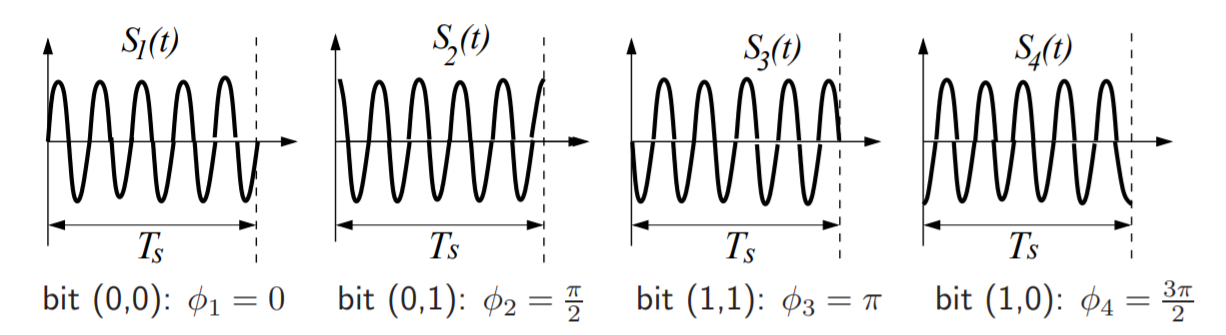 S₁(t) S₂(t) S₃(t) S₄(t)
Ts Ts Ts Ts
bit (0,0): ϕ₁ = 0 bit (0,1): ϕ₂ = π/2 bit (1,1): ϕ₃ = π bit (1,0): ϕ₄ = 3π/2